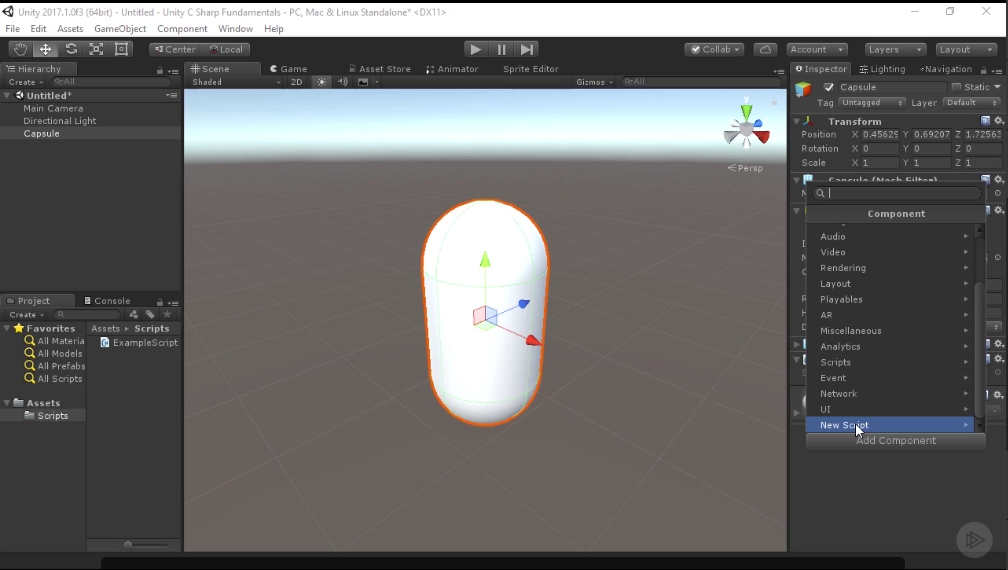 Unity 2017.1.0f3 (64bit) - Untitled - Unity C Sharp Fundamentals - PC, Mac & Linux Standalone* <DX11>
File Edit Assets GameObject Component Window Help
Center Local Collab Account Layers Layout
Hierarchy
Create All
Untitled*
Main Camera
Directional Light
Capsule
Scene Game Asset Store Animator Sprite Editor
Shaded 2D Gizmos All
Persp
Project Console
Create
Favorites
All Materia
All Models
All Prefabs
All Scripts
Assets
Scripts
Assets Scripts
ExampleScript
Inspector Lighting Navigation
Capsule Static
Tag Untagged Layer Default
Transform
Position X 0.45629 Y 0.69207 Z 1.72563
Rotation X 0 Y 0 Z 0
Scale X 1 Y 1 Z 1
Capsule (Mesh Filter)
Component
Audio
Video
Rendering
Layout
Playables
AR
Miscellaneous
Analytics
Scripts
Event
Network
UI
New Script
Add Component